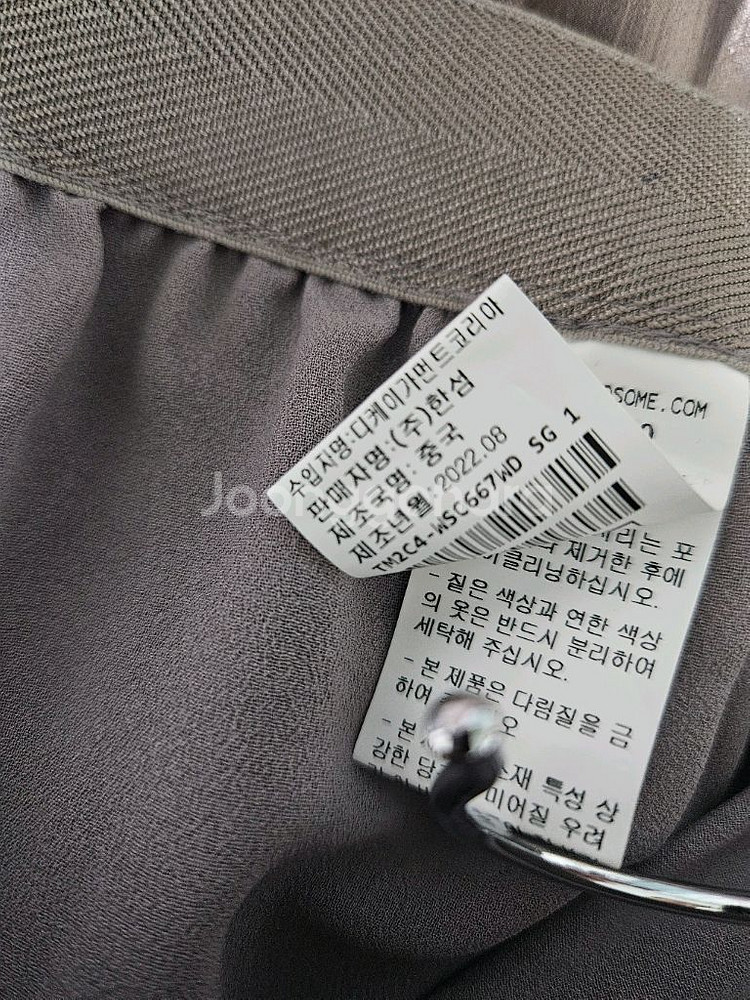 수입자명:디케이가먼트코리아
판매자명:(주)한섬
제조국명: 중국
제조년월 2022.08
TM2C4-WSC667WD SG 1
SOME.COM
는 포
제거한 후에
이클리닝하십시오.
- 짙은 색상과 연한 색상
의 옷은 반드시 분리하여
세탁해 주십시오.
- 본 제품은 다림질을 금
하여 오
- 본
강한 당 소재 특성 상
미어질 우려
Joonggonara